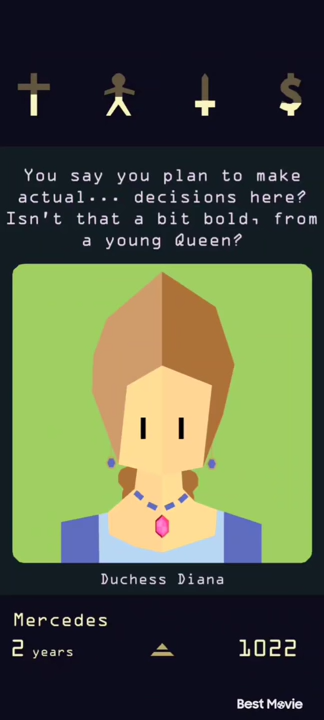 You say you plan to make
actual... decisions here?
Isn't that a bit bold, from
a young Queen?
Duchess Diana
Mercedes
2 years
1022
Best Movie